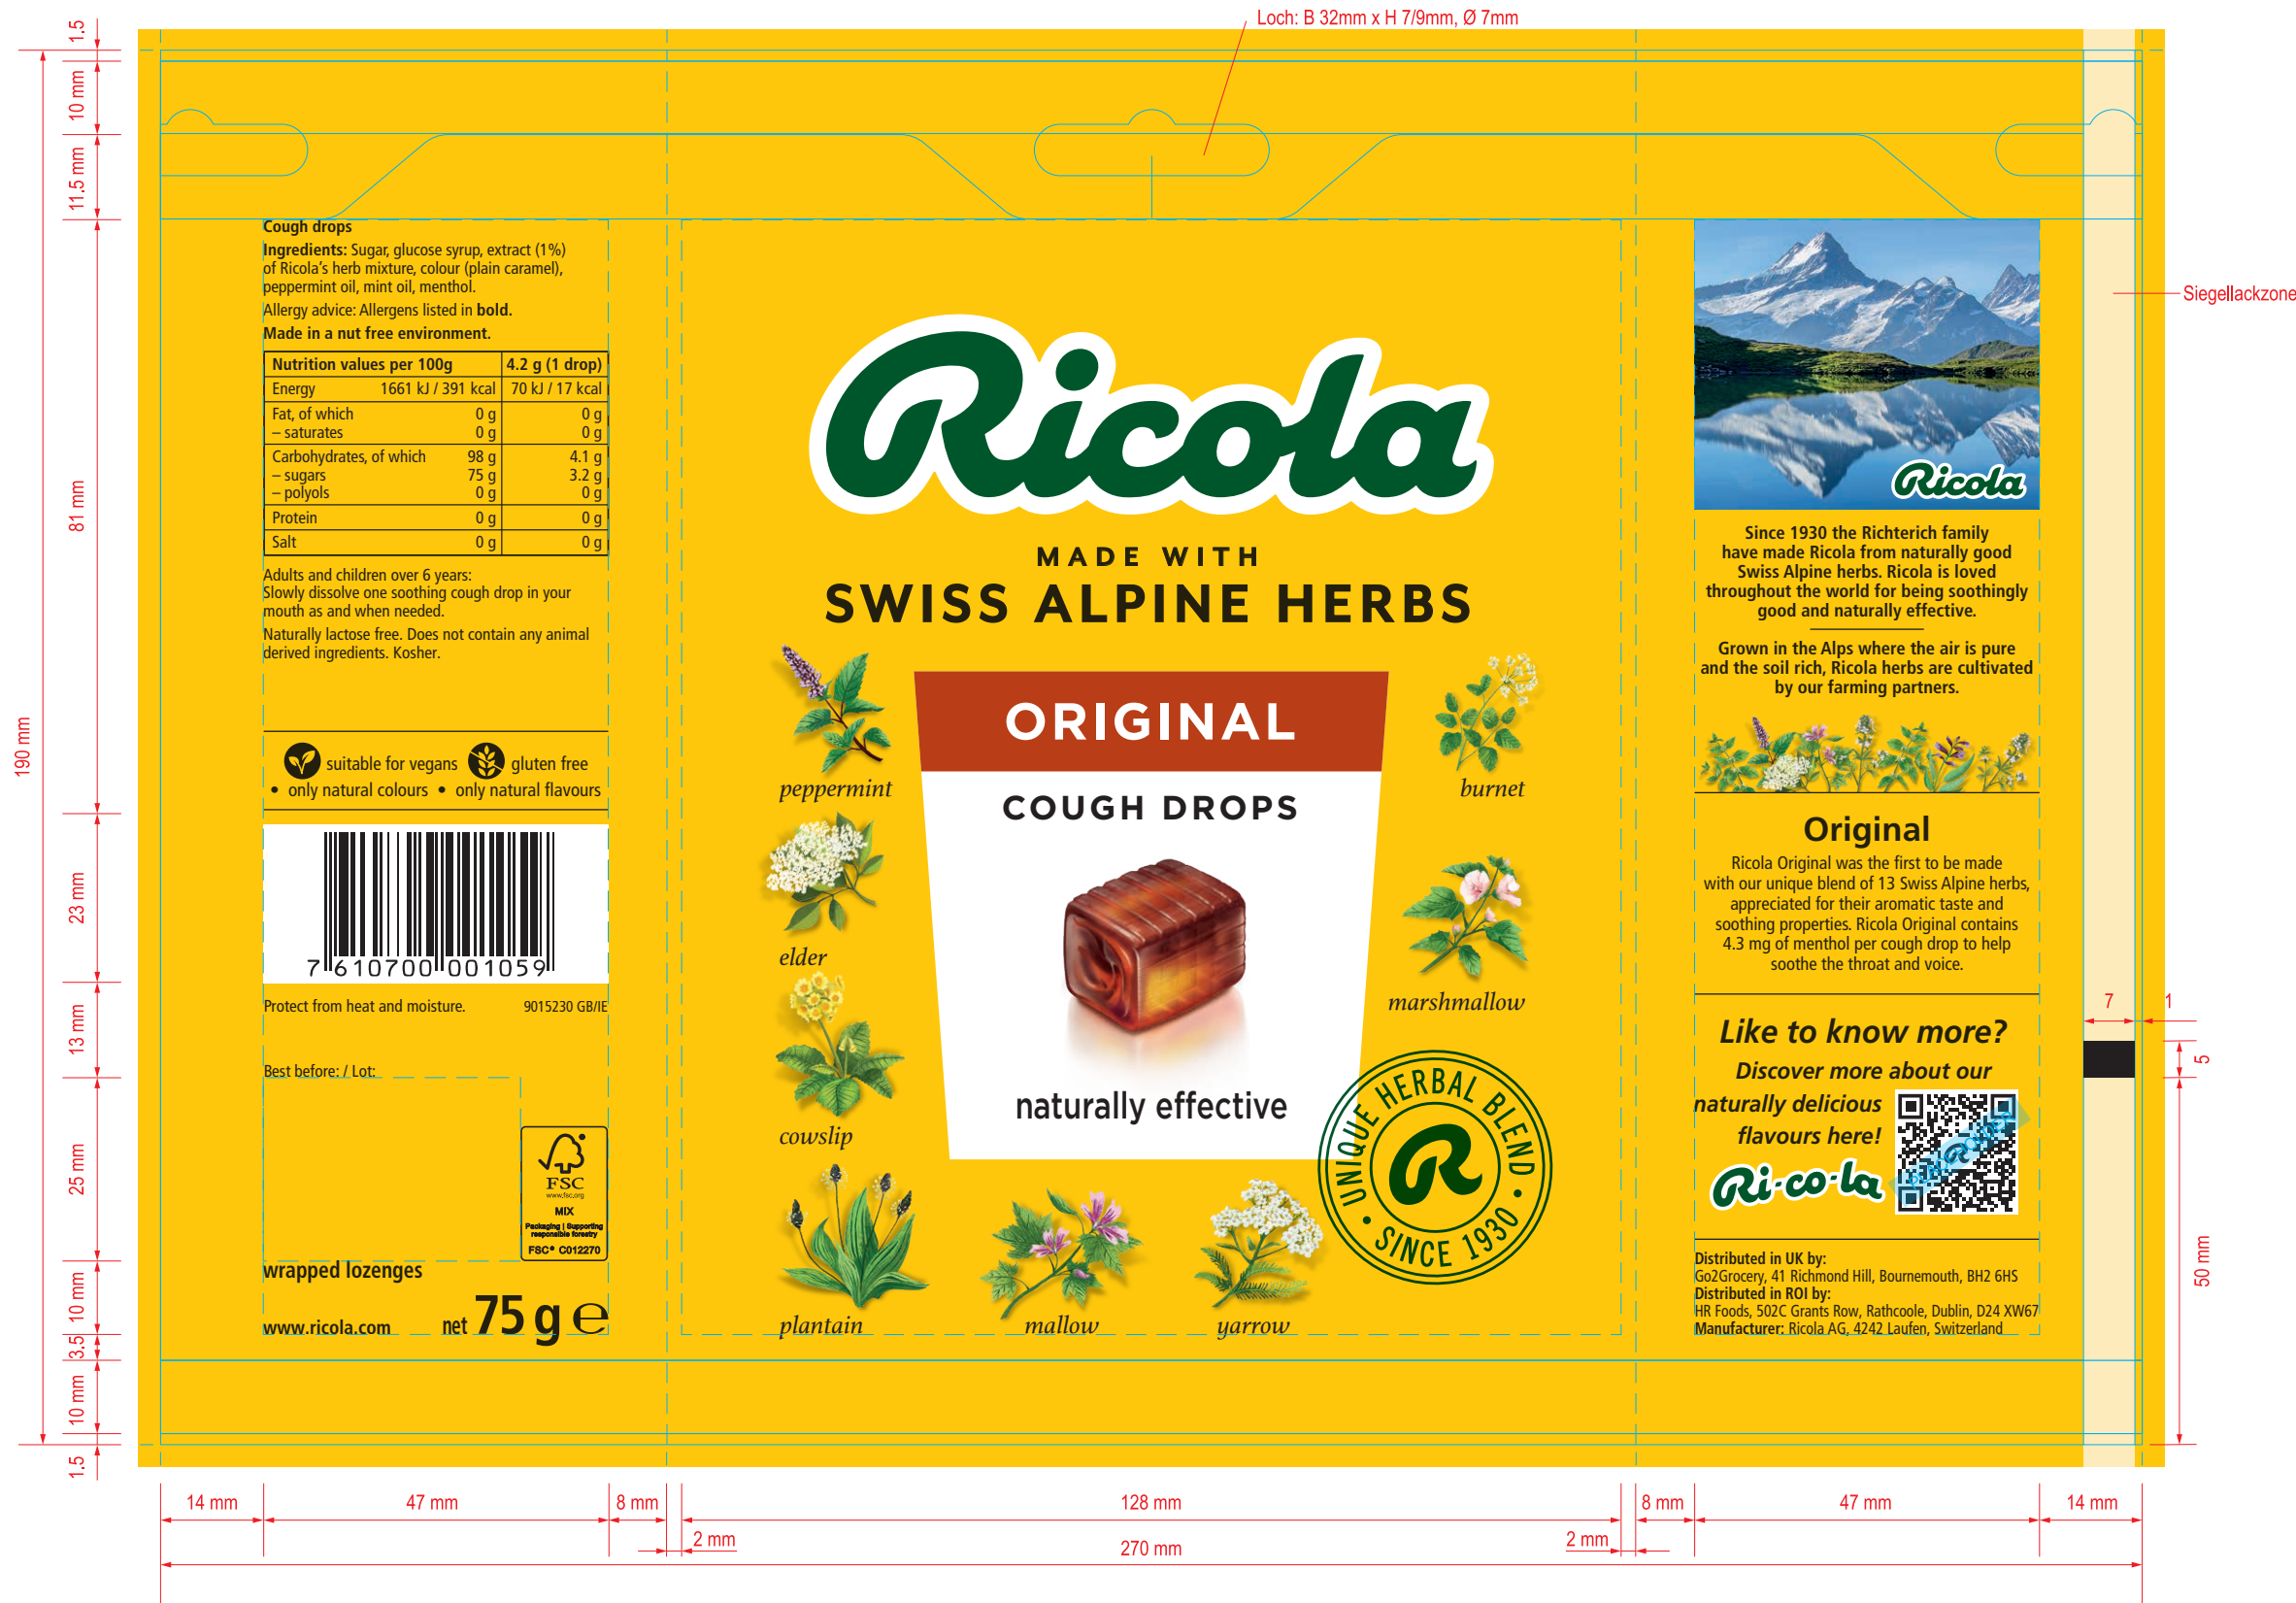 Loch: B 32mm x H 7/9mm, Ø 7mm
1.5
10 mm
11.5 mm
81 mm
190 mm
23 mm
13 mm
25 mm
10 mm
3.5
10 mm
1.5
Cough drops
Ingredients: Sugar, glucose syrup, extract (1%)
of Ricola's herb mixture, colour (plain caramel),
peppermint oil, mint oil, menthol.
Allergy advice: Allergens listed in bold.
Made in a nut free environment.
Nutrition values per 100g 4.2 g (1 drop)
Energy 1661 kJ / 391 kcal 70 kJ / 17 kcal
Fat, of which 0 g 0 g
– saturates 0 g 0 g
Carbohydrates, of which 98 g 4.1 g
– sugars 75 g 3.2 g
– polyols 0 g 0 g
Protein 0 g 0 g
Salt 0 g 0 g
Adults and children over 6 years:
Slowly dissolve one soothing cough drop in your
mouth as and when needed.
Naturally lactose free. Does not contain any animal
derived ingredients. Kosher.
suitable for vegans gluten free
• only natural colours • only natural flavours
7 610700 001059
Protect from heat and moisture. 9015230 GB/IE
Best before: / Lot:
FSC
www.fsc.org
MIX
Packaging | Supporting
responsible forestry
FSC® C012270
wrapped lozenges
www.ricola.com net 75 g e
Ricola
MADE WITH
SWISS ALPINE HERBS
ORIGINAL
COUGH DROPS
naturally effective
peppermint
elder
cowslip
plantain
mallow
yarrow
burnet
marshmallow
UNIQUE HERBAL BLEND
• SINCE 1930 •
R
Ricola
Since 1930 the Richterich family
have made Ricola from naturally good
Swiss Alpine herbs. Ricola is loved
throughout the world for being soothingly
good and naturally effective.
Grown in the Alps where the air is pure
and the soil rich, Ricola herbs are cultivated
by our farming partners.
Original
Ricola Original was the first to be made
with our unique blend of 13 Swiss Alpine herbs,
appreciated for their aromatic taste and
soothing properties. Ricola Original contains
4.3 mg of menthol per cough drop to help
soothe the throat and voice.
Like to know more?
Discover more about our
naturally delicious
flavours here!
Ri-co-la
PLACEHOLDER
Distributed in UK by:
Go2Grocery, 41 Richmond Hill, Bournemouth, BH2 6HS
Distributed in ROI by:
HR Foods, 502C Grants Row, Rathcoole, Dublin, D24 XW67
Manufacturer: Ricola AG, 4242 Laufen, Switzerland
Siegellackzone
7
1
5
50 mm
14 mm
47 mm
8 mm
128 mm
8 mm
47 mm
14 mm
2 mm
270 mm
2 mm